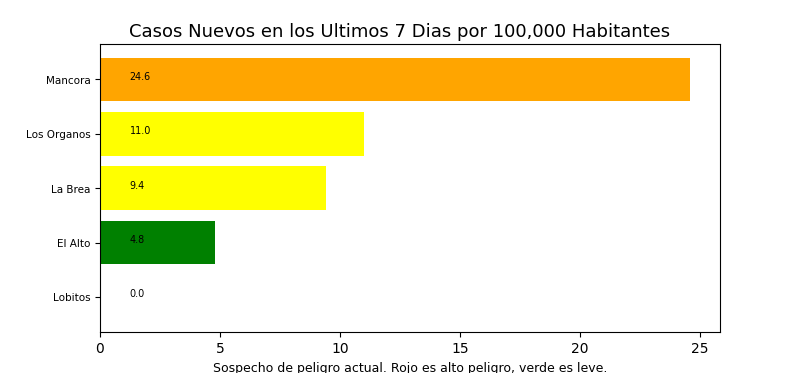 Casos Nuevos en los Ultimos 7 Dias por 100,000 Habitantes
Mancora 24.6
Los Organos 11.0
La Brea 9.4
El Alto 4.8
Lobitos 0.0
0 5 10 15 20 25
Sospecho de peligro actual. Rojo es alto peligro, verde es leve.